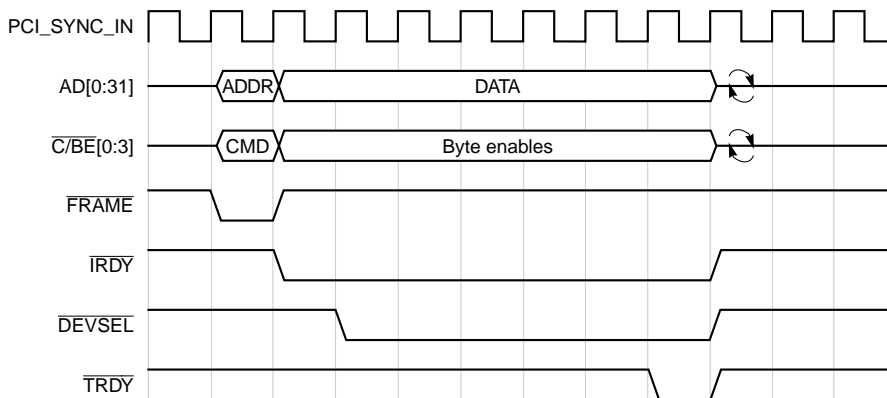 PCI_SYNC_IN
AD[0:31] ADDR DATA
C/BE[0:3] CMD Byte enables
FRAME
IRDY
DEVSEL
TRDY